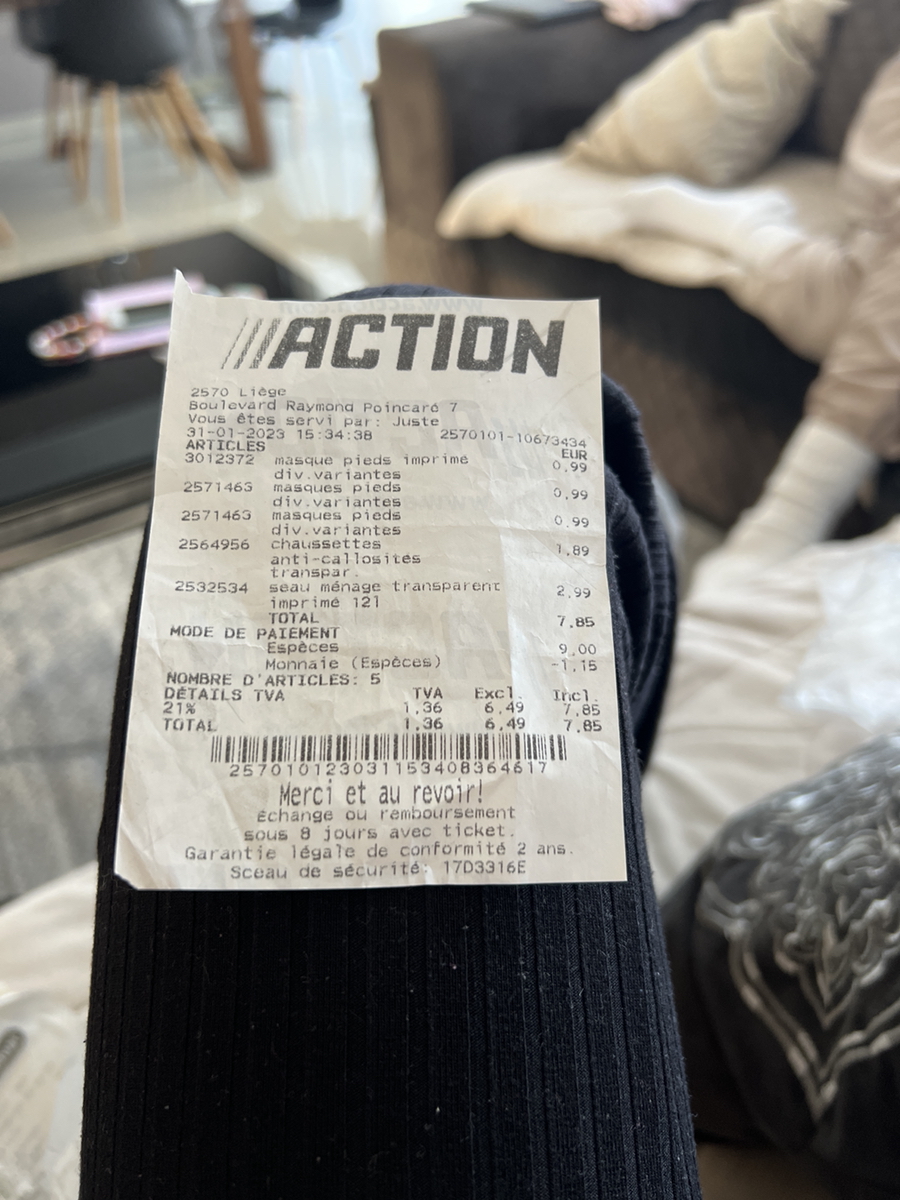 ///ACTION
2570 Liège
Boulevard Raymond Poincaré 7
Vous êtes servi par: Juste
31-01-2023 15:34:38 2570101-10673434
ARTICLES EUR
3012372 masque pieds imprimé 0.99
div.variantes
2571463 masques pieds 0.99
div.variantes
2571463 masques pieds 0.99
div.variantes
2564956 chaussettes 1.89
anti-callosités
transpar.
2532534 seau ménage transparent 2.99
imprimé 12l
TOTAL 7.85
MODE DE PAIEMENT
Espèces 9.00
Monnaie (Espèces) -1.15
NOMBRE D'ARTICLES: 5
DÉTAILS TVA TVA Excl. Incl.
21% 1.36 6.49 7.85
TOTAL 1.36 6.49 7.85
257010123031153408364617
Merci et au revoir!
Échange ou remboursement
sous 8 jours avec ticket.
Garantie légale de conformité 2 ans.
Sceau de sécurité: 17D3316E